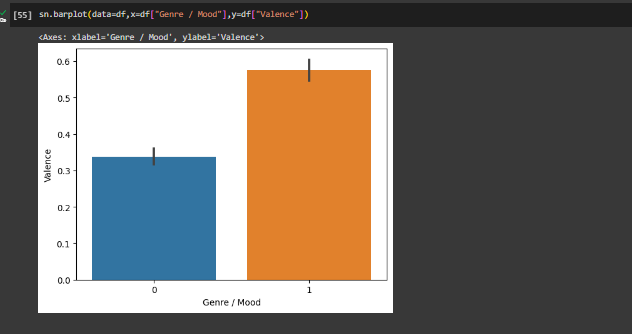 [55] sn.barplot(data=df,x=df["Genre / Mood"],y=df["Valence"])
<Axes: xlabel='Genre / Mood', ylabel='Valence'>
0.6
0.5
0.4
0.3
0.2
0.1
0.0
Valence
0 1
Genre / Mood